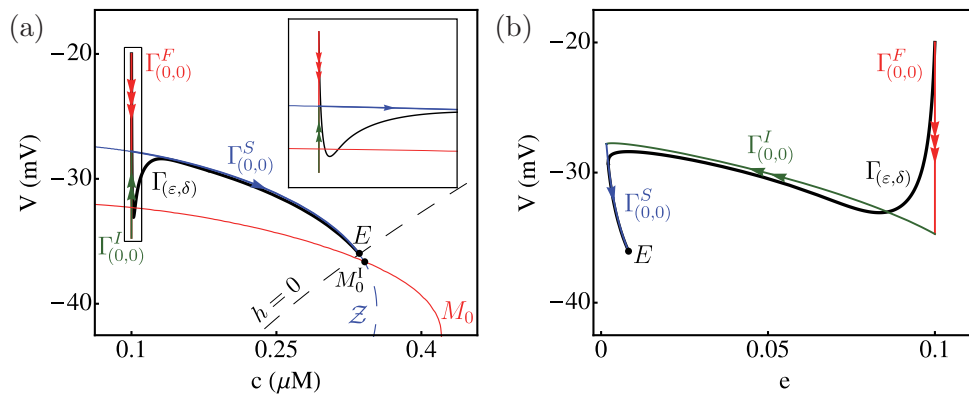 (a)
−20
−30
−40
V (mV)
0.1
0.25
0.4
c (μM)
Γ^F_(0,0)
Γ^S_(0,0)
Γ_(ε,δ)
Γ^I_(0,0)
E
M^I_0
h = 0
𝒵
M_0
(b)
−20
−30
−40
V (mV)
0
0.05
0.1
e
Γ^F_(0,0)
Γ^I_(0,0)
Γ_(ε,δ)
Γ^S_(0,0)
E